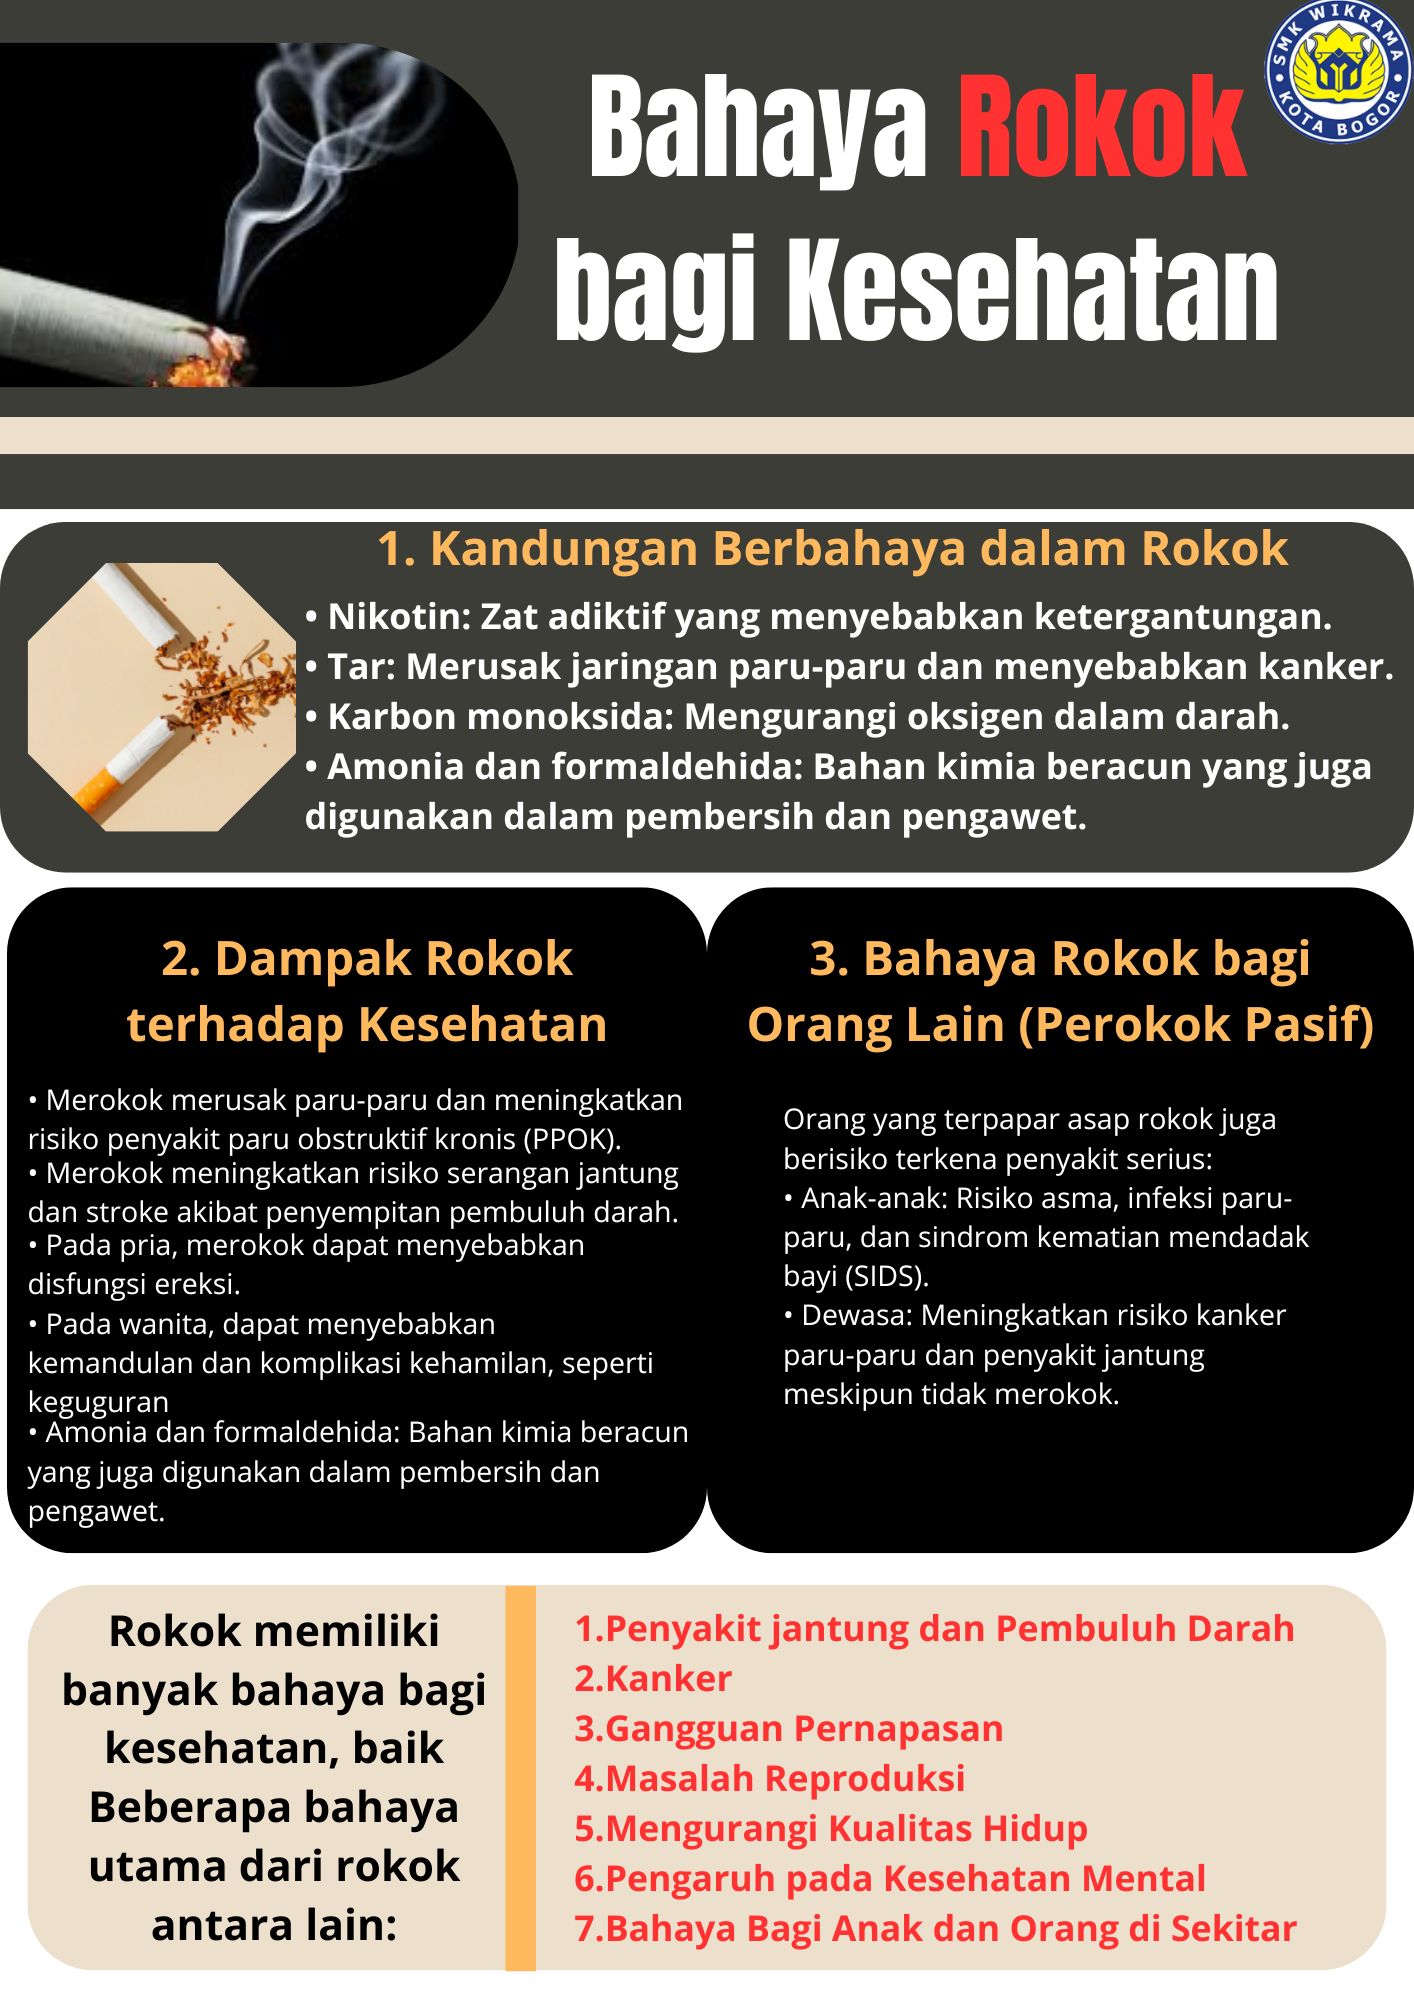 SMK WIKRAMA
KOTA BOGOR
Bahaya Rokok
bagi Kesehatan
1. Kandungan Berbahaya dalam Rokok
• Nikotin: Zat adiktif yang menyebabkan ketergantungan.
• Tar: Merusak jaringan paru-paru dan menyebabkan kanker.
• Karbon monoksida: Mengurangi oksigen dalam darah.
• Amonia dan formaldehida: Bahan kimia beracun yang juga
digunakan dalam pembersih dan pengawet.
2. Dampak Rokok
terhadap Kesehatan
• Merokok merusak paru-paru dan meningkatkan
risiko penyakit paru obstruktif kronis (PPOK).
• Merokok meningkatkan risiko serangan jantung
dan stroke akibat penyempitan pembuluh darah.
• Pada pria, merokok dapat menyebabkan
disfungsi ereksi.
• Pada wanita, dapat menyebabkan
kemandulan dan komplikasi kehamilan, seperti
keguguran
• Amonia dan formaldehida: Bahan kimia beracun
yang juga digunakan dalam pembersih dan
pengawet.
3. Bahaya Rokok bagi
Orang Lain (Perokok Pasif)
Orang yang terpapar asap rokok juga
berisiko terkena penyakit serius:
• Anak-anak: Risiko asma, infeksi paru-
paru, dan sindrom kematian mendadak
bayi (SIDS).
• Dewasa: Meningkatkan risiko kanker
paru-paru dan penyakit jantung
meskipun tidak merokok.
Rokok memiliki
banyak bahaya bagi
kesehatan, baik
Beberapa bahaya
utama dari rokok
antara lain:
1.Penyakit jantung dan Pembuluh Darah
2.Kanker
3.Gangguan Pernapasan
4.Masalah Reproduksi
5.Mengurangi Kualitas Hidup
6.Pengaruh pada Kesehatan Mental
7.Bahaya Bagi Anak dan Orang di Sekitar